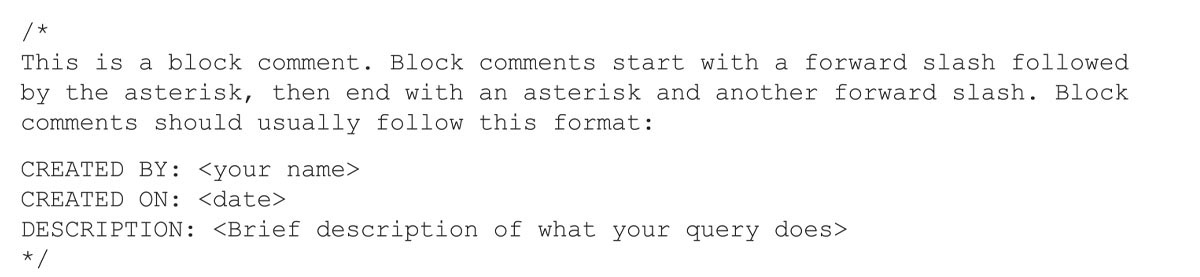 /*
This is a block comment. Block comments start with a forward slash followed
by the asterisk, then end with an asterisk and another forward slash. Block
comments should usually follow this format:
CREATED BY: <your name>
CREATED ON: <date>
DESCRIPTION: <Brief description of what your query does>
*/